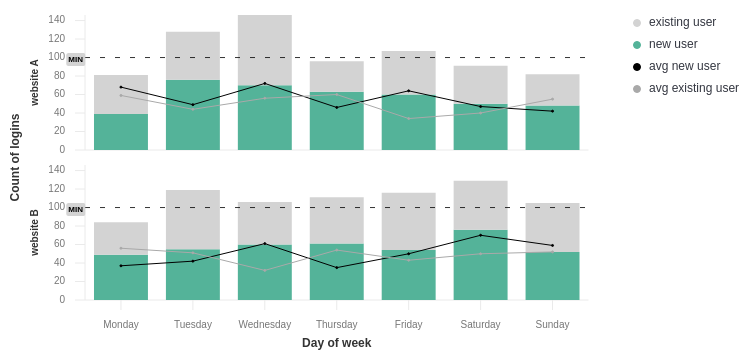 140
120
100
MIN
80
60
40
20
0
website A
140
120
100
MIN
80
60
40
20
0
website B
Count of logins
Monday Tuesday Wednesday Thursday Friday Saturday Sunday
Day of week
existing user
new user
avg new user
avg existing user